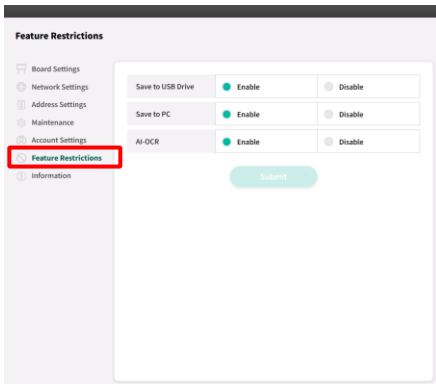 Feature Restrictions
Board Settings
Network Settings
Address Settings
Maintenance
Account Settings
Feature Restrictions
Information
Save to USB Drive Enable Disable
Save to PC Enable Disable
AI-OCR Enable Disable
Submit